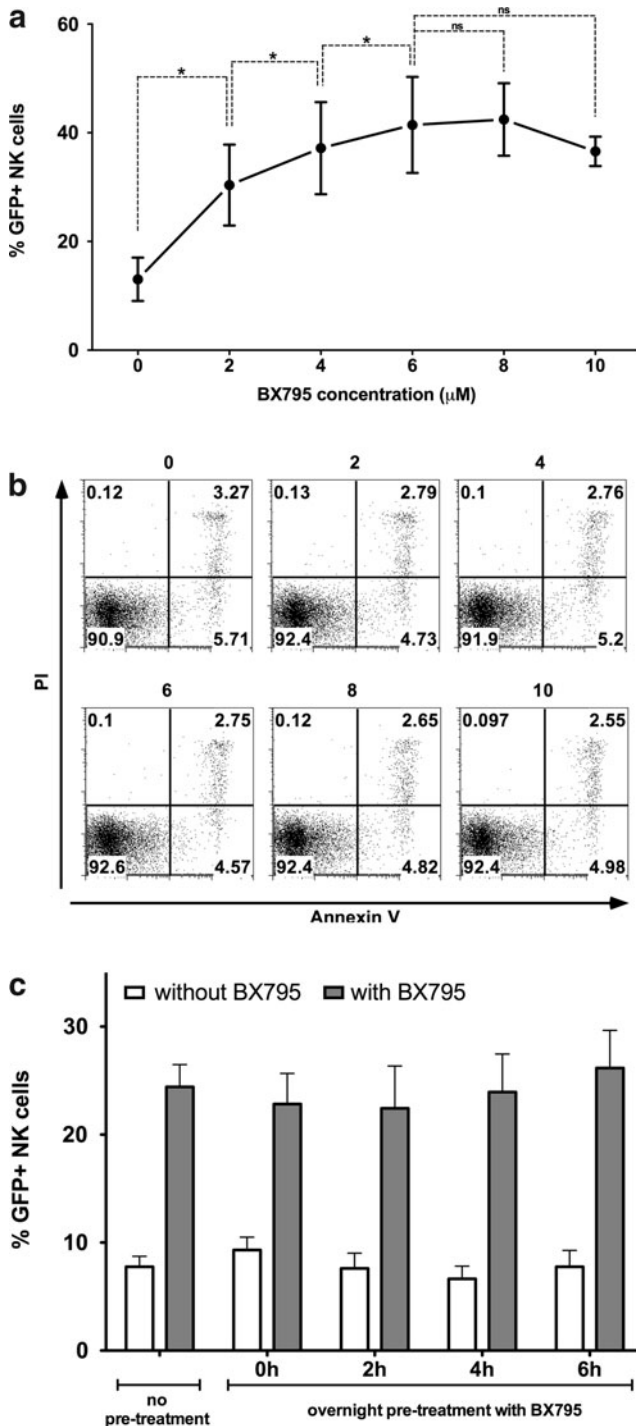 a
60
40
20
0
% GFP+ NK cells
* * * ns ns
0 2 4 6 8 10
BX795 concentration (μM)
b
0 2 4
0.12 3.27 0.13 2.79 0.1 2.76
90.9 5.71 92.4 4.73 91.9 5.2
6 8 10
0.1 2.75 0.12 2.65 0.097 2.55
92.6 4.57 92.4 4.82 92.4 4.98
PI
Annexin V
c
without BX795 with BX795
30
20
10
0
% GFP+ NK cells
0h 2h 4h 6h
no
pre-treatment
overnight pre-treatment with BX795